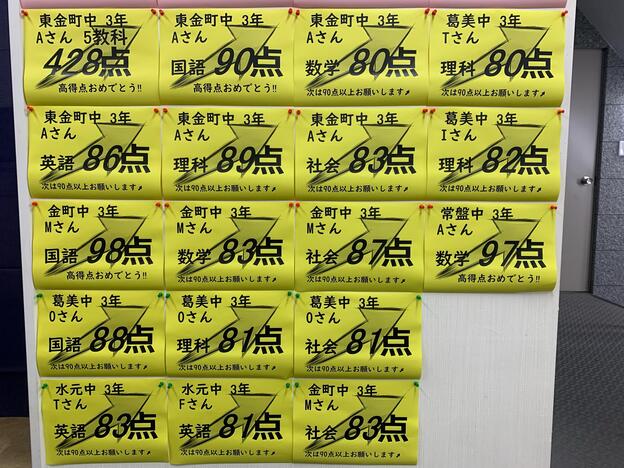 東金町中 3年
Aさん 5教科
428点
高得点おめでとう!!
東金町中 3年
Aさん
国語 90点
高得点おめでとう!!
東金町中 3年
Aさん
数学 80点
次は90点以上お願いします
葛美中 3年
Tさん
理科 80点
次は90点以上お願いします
東金町中 3年
Aさん
英語 86点
次は90点以上お願いします
東金町中 3年
Aさん
理科 89点
次は90点以上お願いします
東金町中 3年
Aさん
社会 83点
次は90点以上お願いします
葛美中 3年
Iさん
理科 82点
次は90点以上お願いします
金町中 3年
Mさん
国語 98点
高得点おめでとう!!
金町中 3年
Mさん
数学 83点
次は90点以上お願いします
金町中 3年
Mさん
社会 87点
次は90点以上お願いします
常盤中 3年
Aさん
数学 97点
高得点おめでとう!!
葛美中 3年
Oさん
国語 88点
次は90点以上お願いします
葛美中 3年
Oさん
理科 81点
次は90点以上お願いします
葛美中 3年
Oさん
社会 81点
次は90点以上お願いします
水元中 3年
Tさん
英語 83点
次は90点以上お願いします
水元中 3年
Fさん
英語 81点
次は90点以上お願いします
金町中 3年
Mさん
社会 83点
次は90点以上お願いします